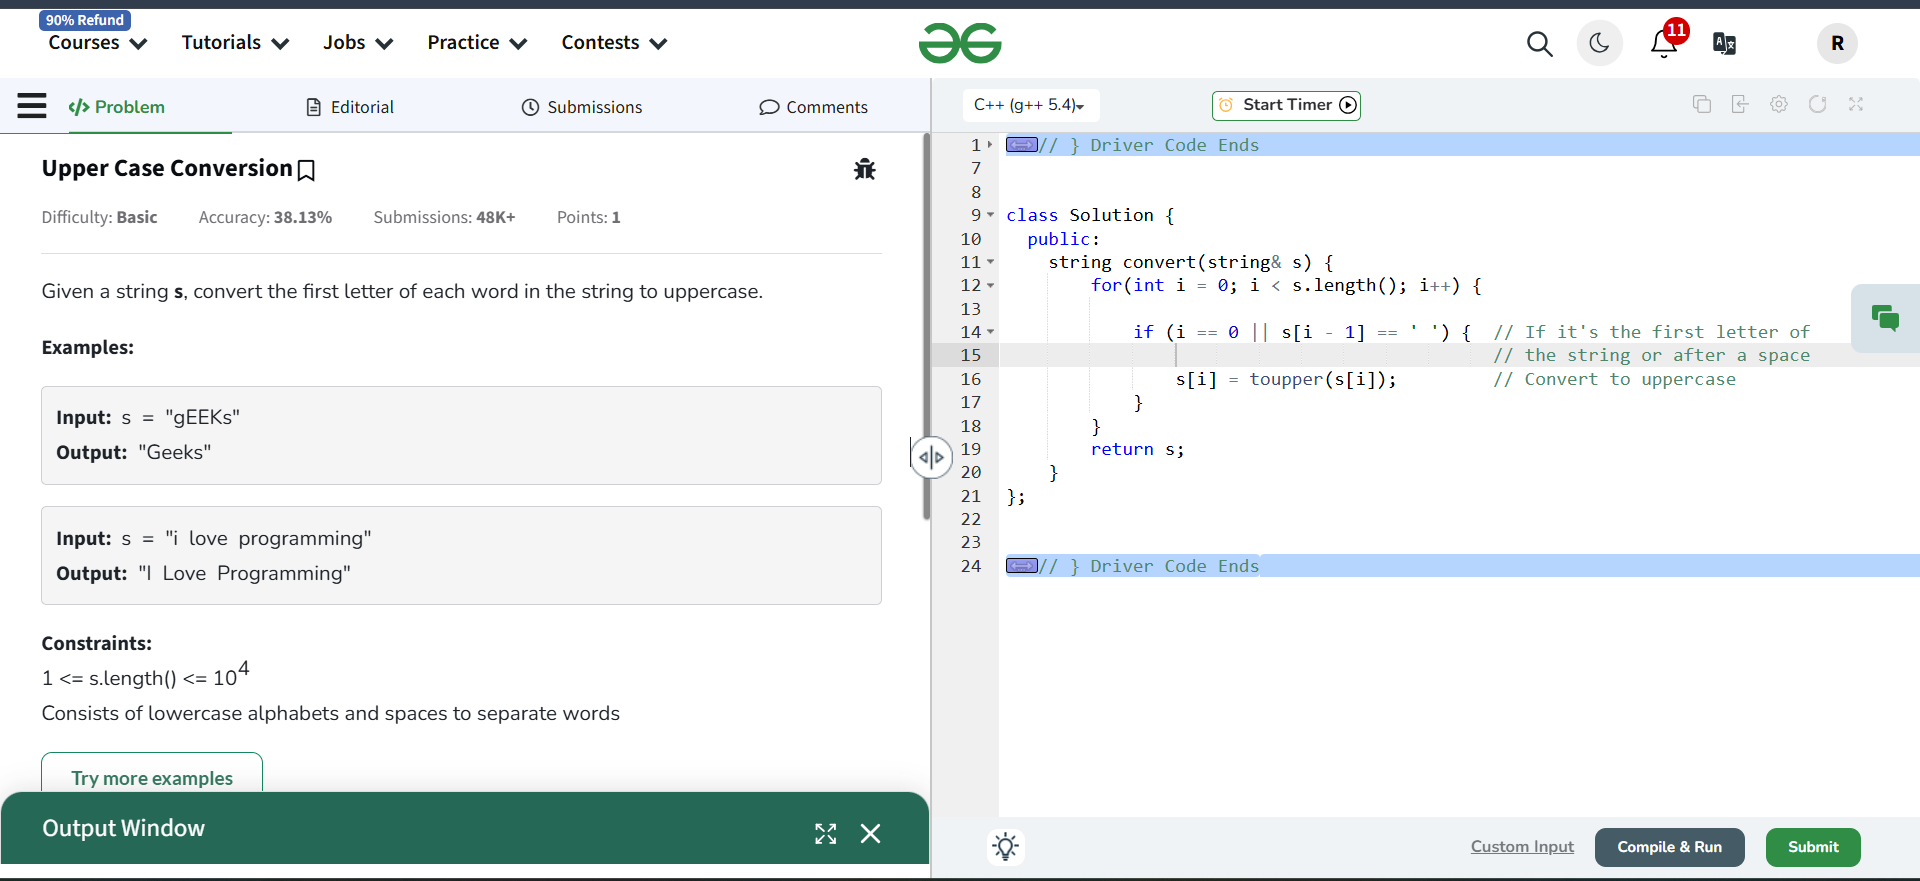 90% Refund
Courses Tutorials Jobs Practice Contests
11
R
</> Problem Editorial Submissions Comments
C++ (g++ 5.4) Start Timer
Upper Case Conversion
Difficulty: Basic Accuracy: 38.13% Submissions: 48K+ Points: 1
Given a string s, convert the first letter of each word in the string to uppercase.
Examples:
Input: s = "gEEKs"
Output: "Geeks"
Input: s = "i love programming"
Output: "I Love Programming"
Constraints:
1 <= s.length() <= 10^4
Consists of lowercase alphabets and spaces to separate words
Try more examples
Output Window
1 // } Driver Code Ends
7
8
9 class Solution {
10 public:
11 string convert(string& s) {
12 for(int i = 0; i < s.length(); i++) {
13
14 if (i == 0 || s[i - 1] == ' ') { // If it's the first letter of
15 // the string or after a space
16 s[i] = toupper(s[i]); // Convert to uppercase
17 }
18 }
19 return s;
20 }
21 };
22
23
24 // } Driver Code Ends
Custom Input Compile & Run Submit